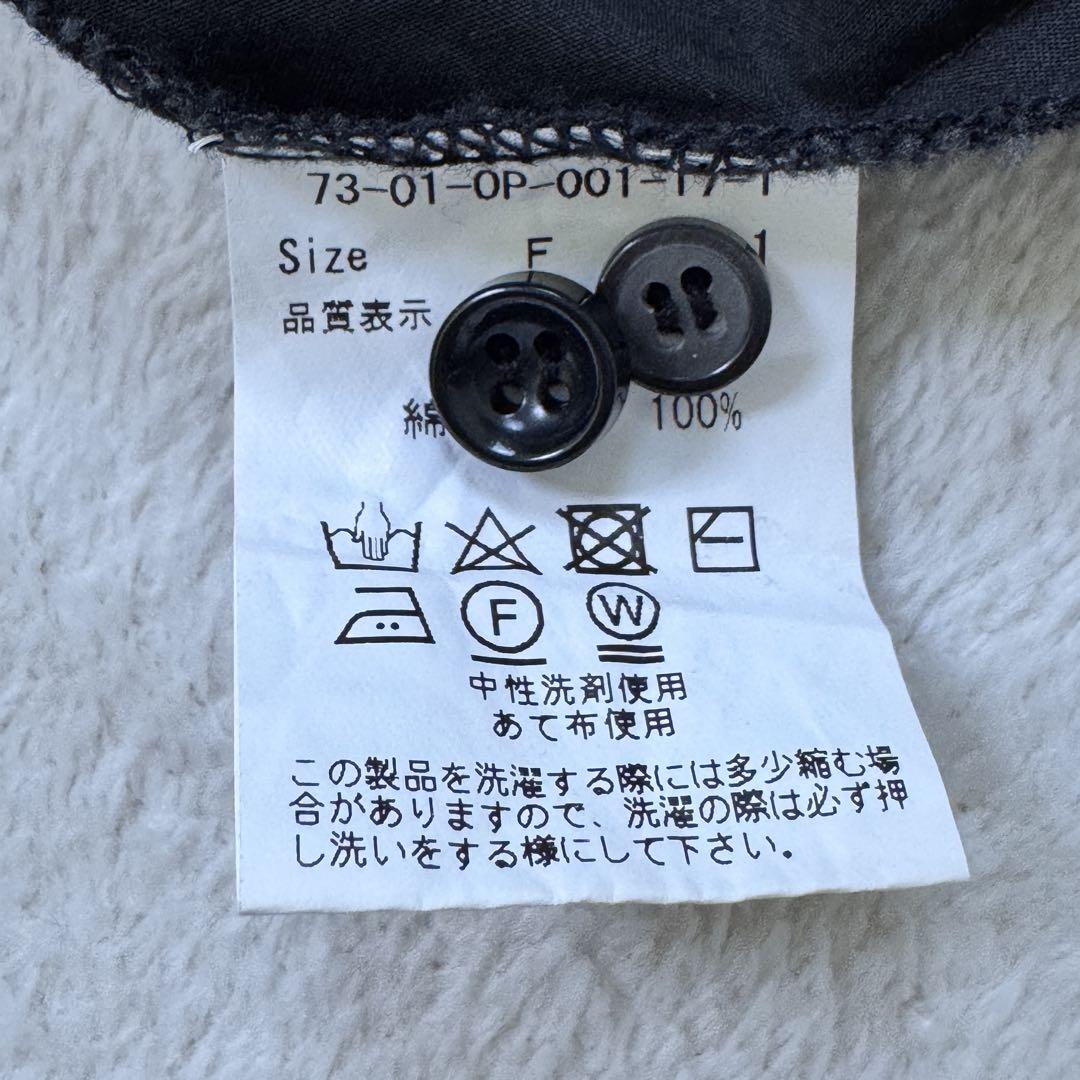 73-01-OP-001-17-1
Size F 1
品質表示
綿 100%
F W
中性洗剤使用
あて布使用
この製品を洗濯する際には多少縮む場
合がありますので、洗濯の際は必ず押
し洗いをする様にして下さい。